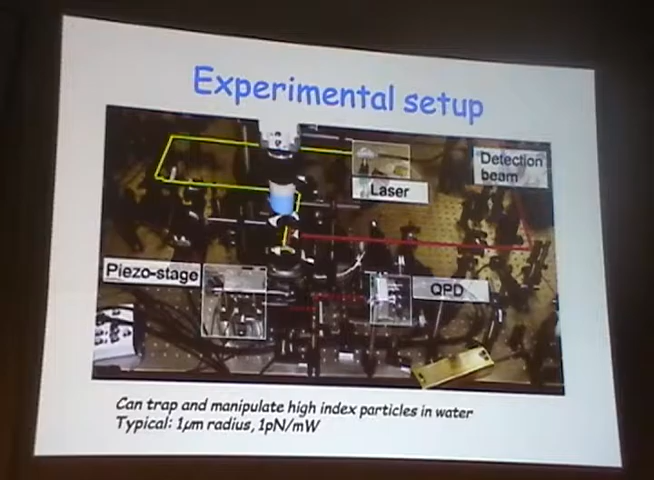 Experimental setup
Detection
beam
Laser
Piezo-stage
QPD
Can trap and manipulate high index particles in water
Typical: 1µm radius, 1pN/mW